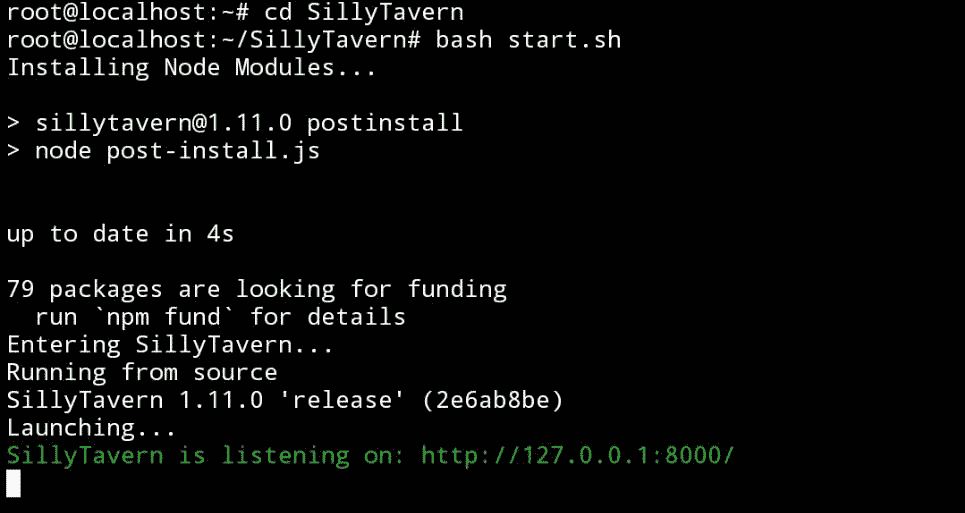 root@localhost:~# cd SillyTavern
root@localhost:~/SillyTavern# bash start.sh
Installing Node Modules...
> sillytavern@1.11.0 postinstall
> node post-install.js
up to date in 4s
79 packages are looking for funding
  run `npm fund` for details
Entering SillyTavern...
Running from source
SillyTavern 1.11.0 'release' (2e6ab8be)
Launching...
SillyTavern is listening on: http://127.0.0.1:8000/